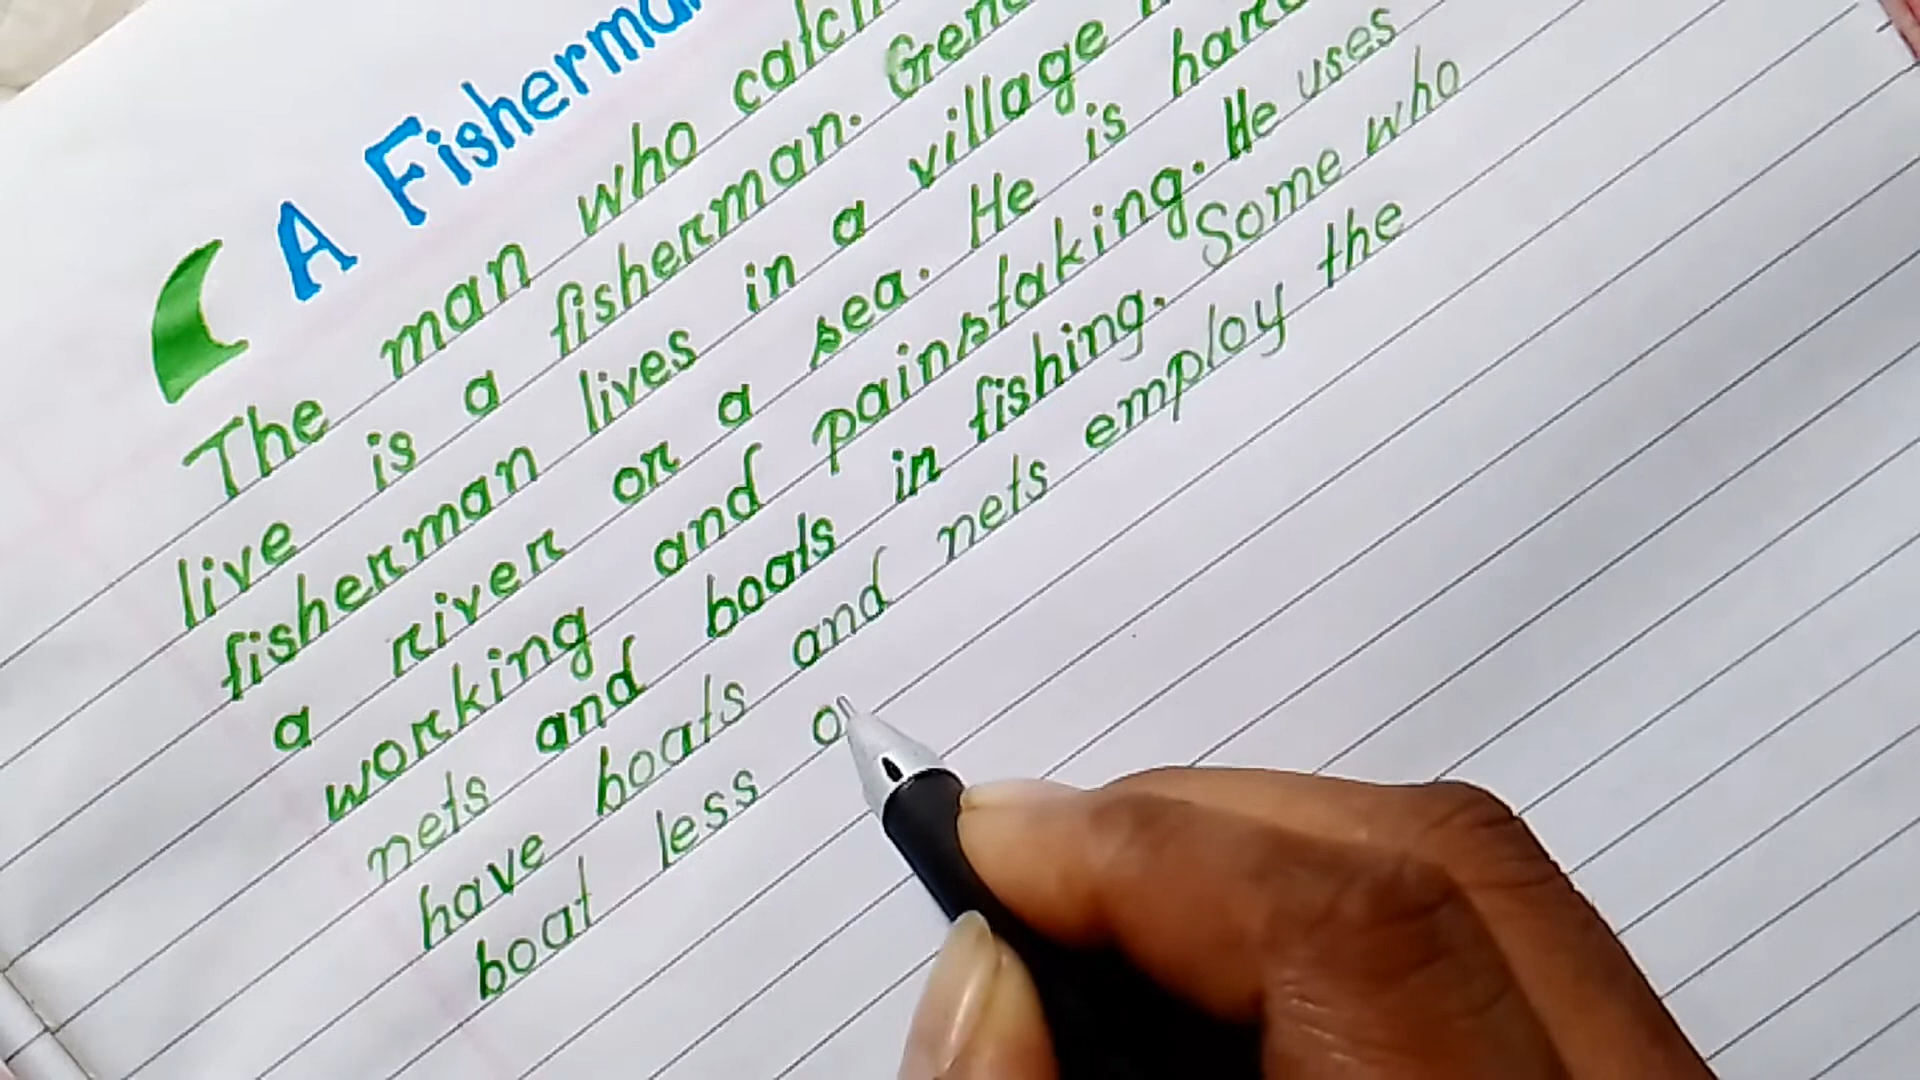 A Fisherma
The man who catch
live is a fisherman. Gene
fisherman lives in a village
a river or a sea. He is hard
working and painstaking. He uses
nets and boats in fishing. Some who
have boats and nets employ the
boat less o